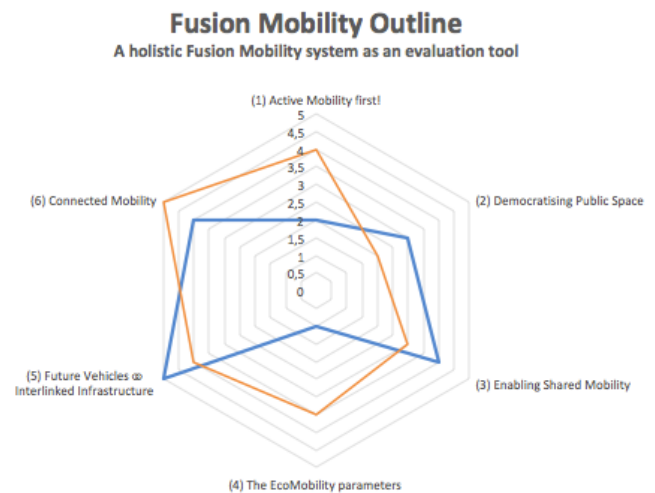 Fusion Mobility Outline
A holistic Fusion Mobility system as an evaluation tool
(1) Active Mobility first!
5
4,5
4
3,5
3
2,5
2
1,5
1
0,5
0
(6) Connected Mobility
(2) Democratising Public Space
(5) Future Vehicles ∞
Interlinked Infrastructure
(3) Enabling Shared Mobility
(4) The EcoMobility parameters